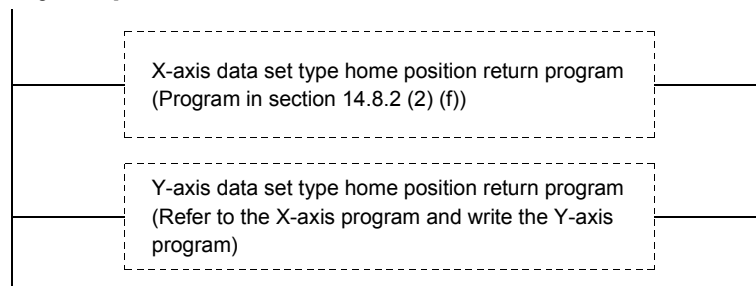 X-axis data set type home position return program
(Program in section 14.8.2 (2) (f))
Y-axis data set type home position return program
(Refer to the X-axis program and write the Y-axis
program)